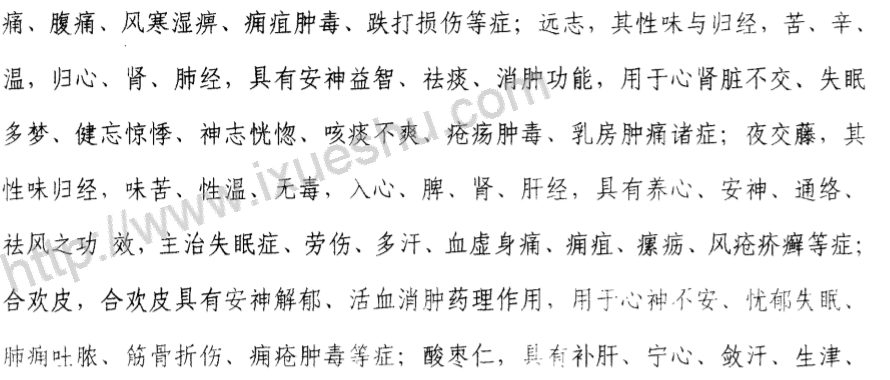 痛、腹痛、风寒湿痹、痈疽肿毒、跌打损伤等症；远志，其性味与归经，苦、辛、
温，归心、肾、肺经，具有安神益智、祛痰、消肿功能，用于心肾脏不交、失眠
多梦、健忘惊悸、神志恍惚、咳痰不爽、疮疡肿毒、乳房肿痛诸症；夜交藤，其
性味归经，味苦、性温、无毒，入心、脾、肾、肝经，具有养心、安神、通络、
祛风之功 效，主治失眠症、劳伤、多汗、血虚身痛、痈疽、瘰疬、风疮疥癣等症；
合欢皮，合欢皮具有安神解郁、活血消肿药理作用，用于心神不安、忧郁失眠、
肺痈吐脓、筋骨折伤、痈疮肿毒等症；酸枣仁，具有补肝、宁心、敛汗、生津、
http://www.ixueshu.com